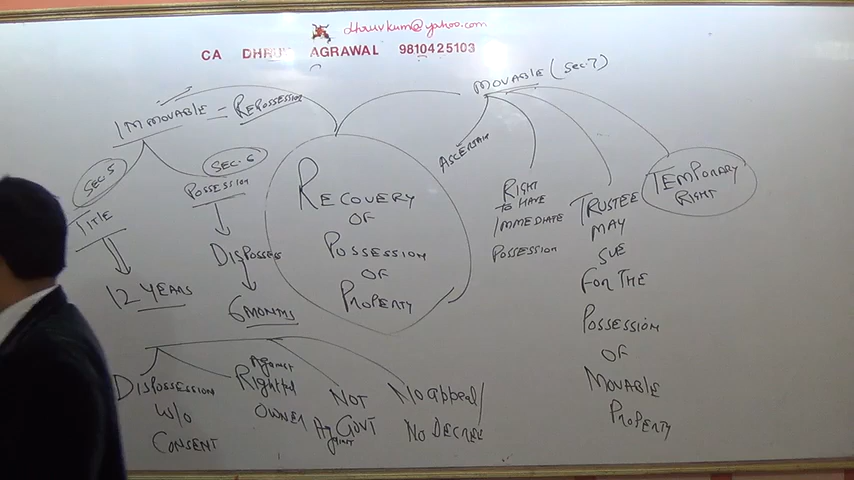 dhruvkum@yahoo.com
CA DHRUV AGRAWAL 9810425103
IMMOVABLE - REPOSSESSION
SEC.5
TITLE
12 YEARS
SEC.6
POSSESSION
DISPOSSESS
6 MONTHS
DISPOSSESSION
W/O
CONSENT
Against
Rightful
OWNER
NOT
Against GOVT
No appeal/
No DECREE
RECOVERY
OF
POSSESSION
OF
PROPERTY
MOVABLE (Sec.7)
ASCERTAIN
RIGHT
TO HAVE
IMMEDIATE
POSSESSION
TRUSTEE
MAY
SUE
FOR THE
POSSESSION
OF
MOVABLE
PROPERTY
TEMPORARY
RIGHT